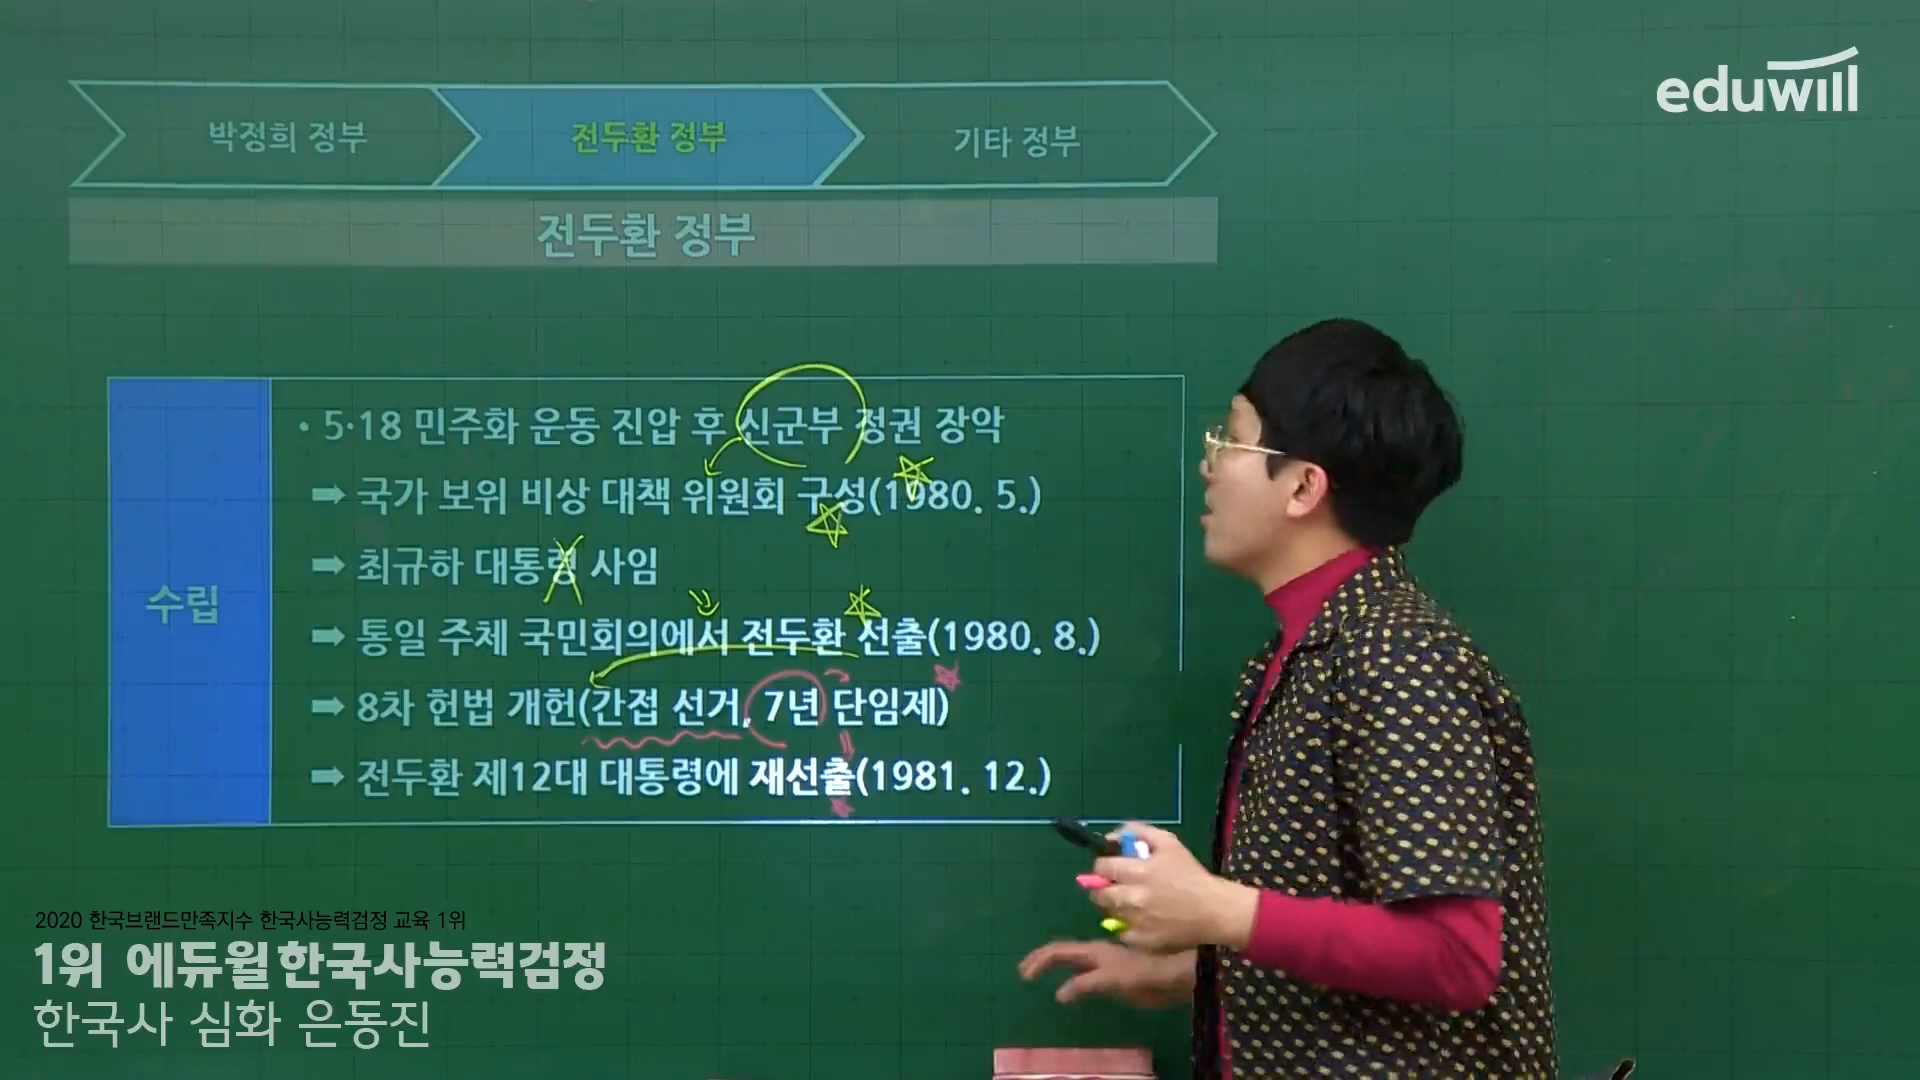 eduwill
박정희 정부
전두환 정부
기타 정부
전두환 정부
수립
• 5·18 민주화 운동 진압 후 신군부 정권 장악
➡ 국가 보위 비상 대책 위원회 구성(1980. 5.)
➡ 최규하 대통령 사임
➡ 통일 주체 국민회의에서 전두환 선출(1980. 8.)
➡ 8차 헌법 개헌(간접 선거, 7년 단임제)
➡ 전두환 제12대 대통령에 재선출(1981. 12.)
2020 한국브랜드만족지수 한국사능력검정 교육 1위
1위 에듀윌 한국사능력검정
한국사 심화 은동진